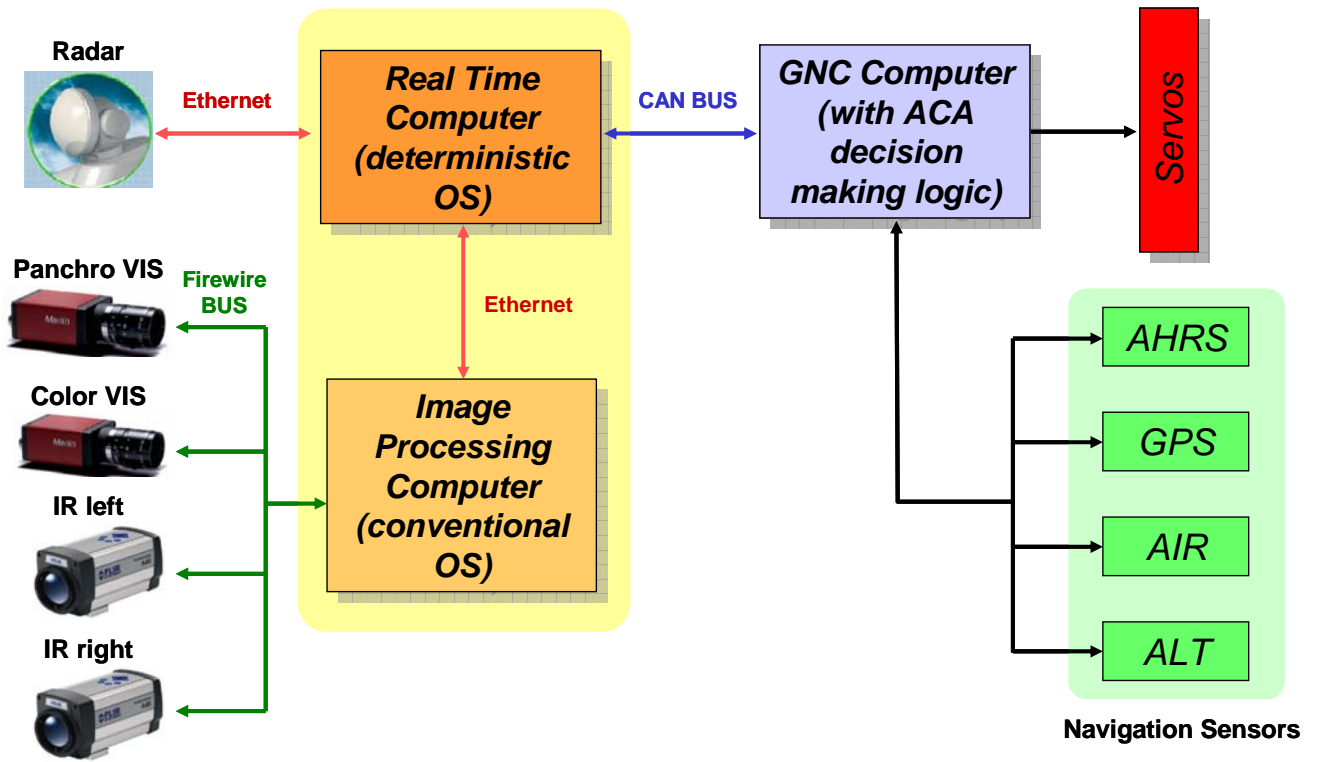 Radar
Ethernet
Real Time
Computer
(deterministic
OS)
CAN BUS
GNC Computer
(with ACA
decision
making logic)
Servos
Panchro VIS
Firewire
BUS
Ethernet
Color VIS
Image
Processing
Computer
(conventional
OS)
IR left
IR right
AHRS
GPS
AIR
ALT
Navigation Sensors